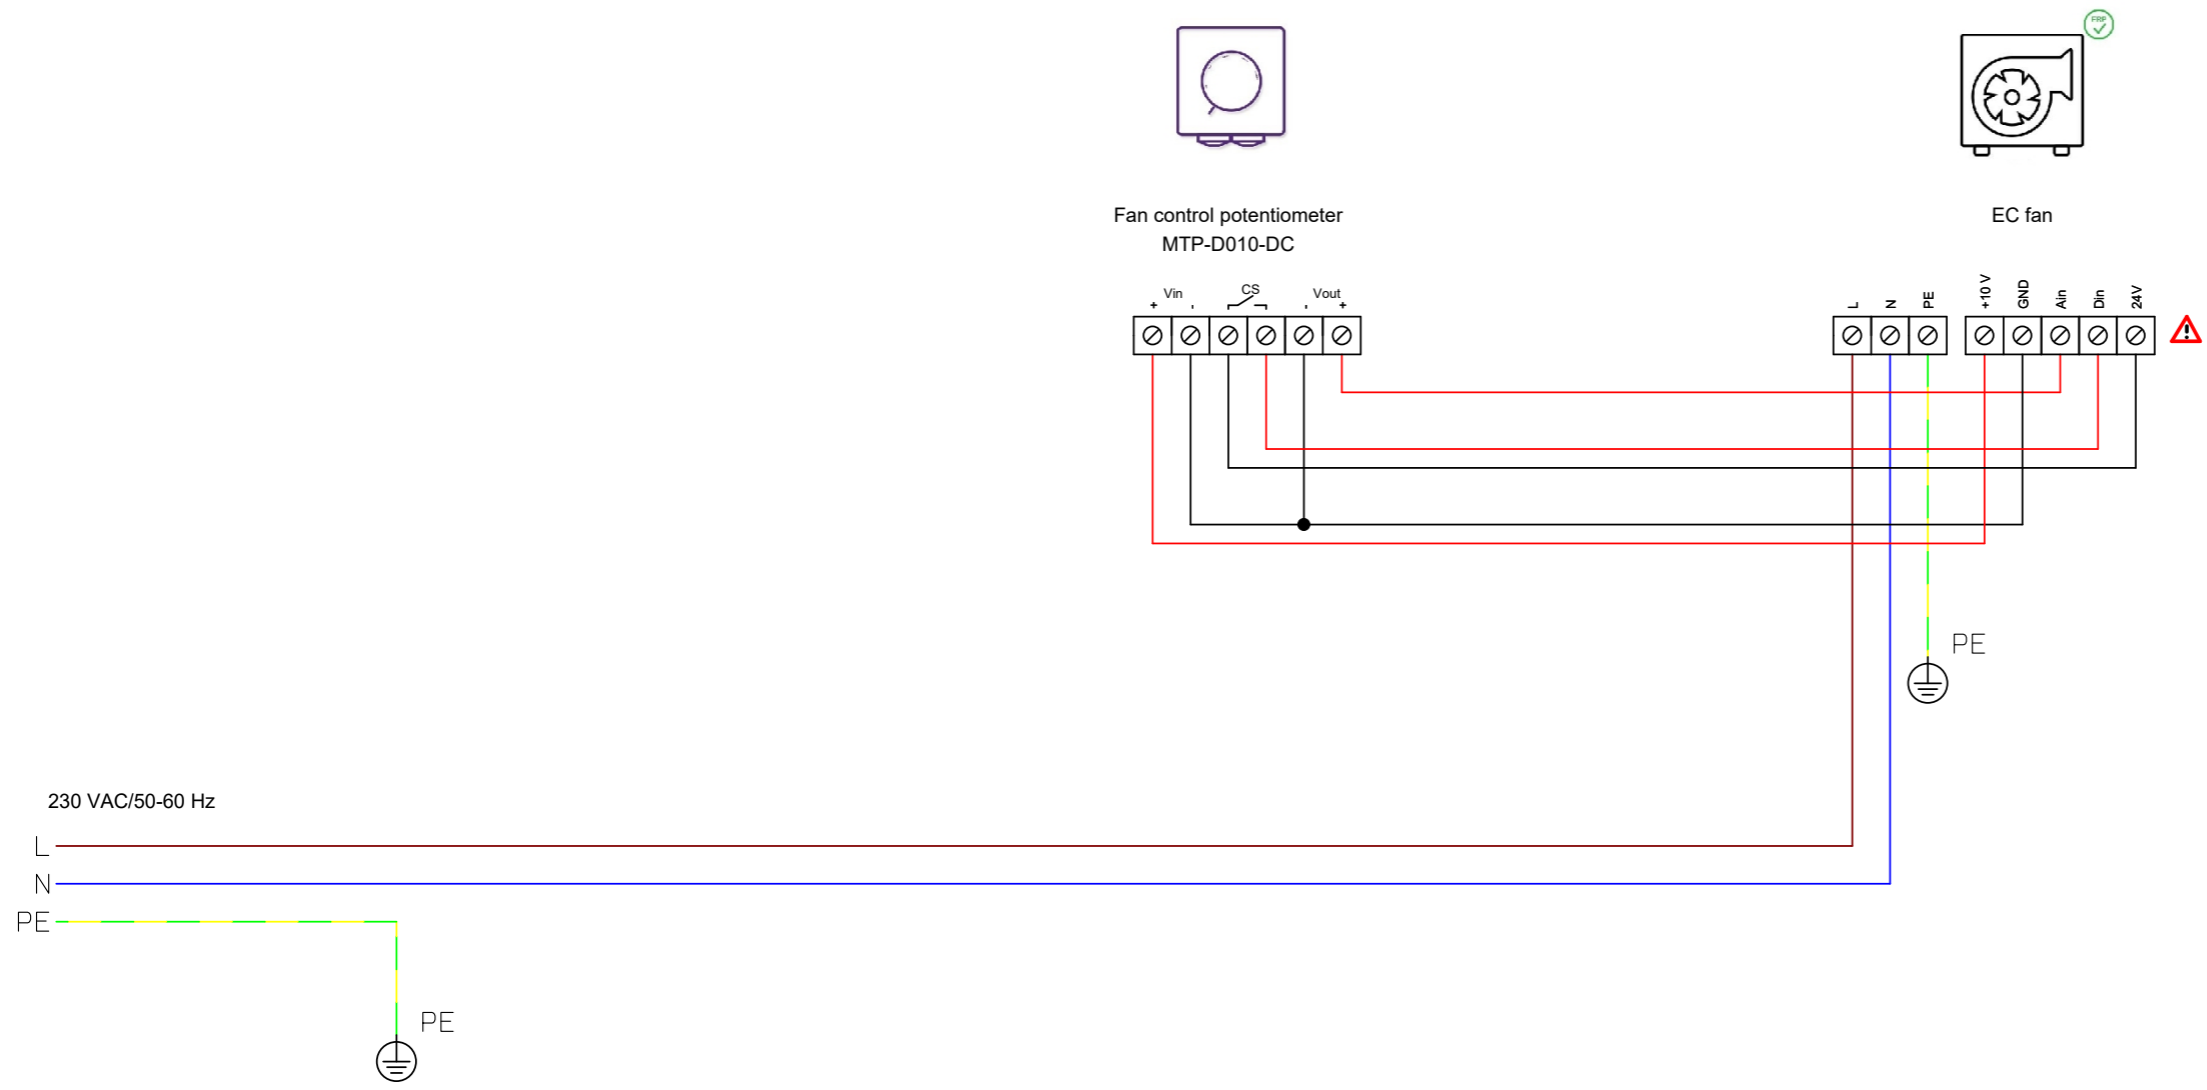 FRP
Fan control potentiometer
MTP-D010-DC
EC fan
+ Vin - CS - Vout +
L N PE +10 V GND Ain Din 24V
PE
230 VAC/50-60 Hz
L
N
PE
PE